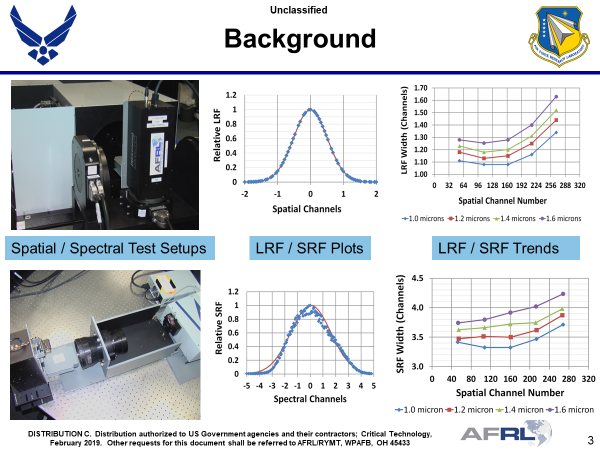 Unclassified
Background
AIR FORCE RESEARCH LABORATORY
AFRL
Relative LRF
1.2
1
0.8
0.6
0.4
0.2
0
-2 -1 0 1 2
Spatial Channels
LRF Width (Channels)
1.70
1.60
1.50
1.40
1.30
1.20
1.10
1.00
0 32 64 96 128 160 192 224 256 288 320
Spatial Channel Number
1.0 microns 1.2 microns 1.4 microns 1.6 microns
Spatial / Spectral Test Setups
LRF / SRF Plots
LRF / SRF Trends
Relative SRF
1.2
1
0.8
0.6
0.4
0.2
0
-5 -4 -3 -2 -1 0 1 2 3 4 5
Spectral Channels
SRF Width (Channels)
4.5
4.0
3.5
3.0
0 40 80 120 160 200 240 280 320
Spatial Channel Number
1.0 micron 1.2 micron 1.4 micron 1.6 micron
DISTRIBUTION C. Distribution authorized to US Government agencies and their contractors; Critical Technology,
February 2019. Other requests for this document shall be referred to AFRL/RYMT, WPAFB, OH 45433
AFRL
3